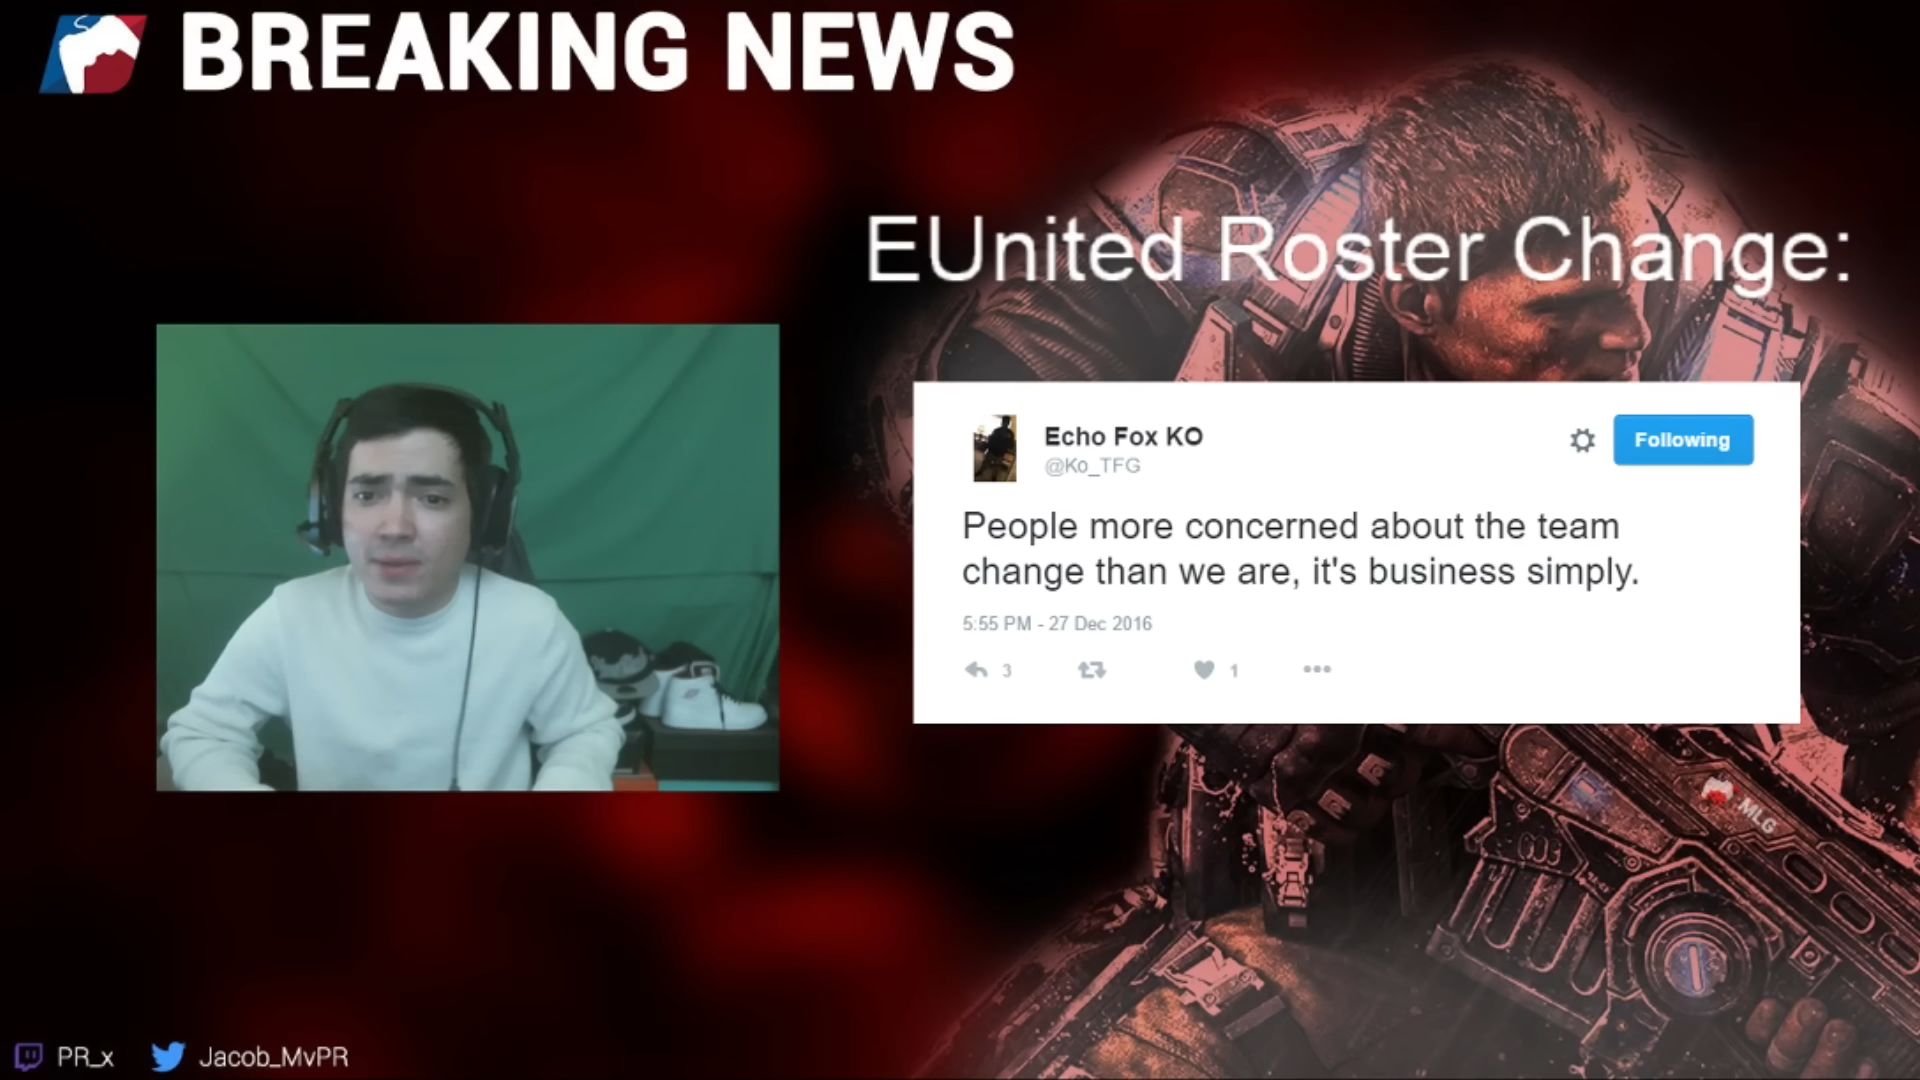 BREAKING NEWS
EUnited Roster Change:
Echo Fox KO
@Ko_TFG
Following
People more concerned about the team
change than we are, it's business simply.
5:55 PM - 27 Dec 2016
3
1
MLG
PR_x
Jacob_MvPR